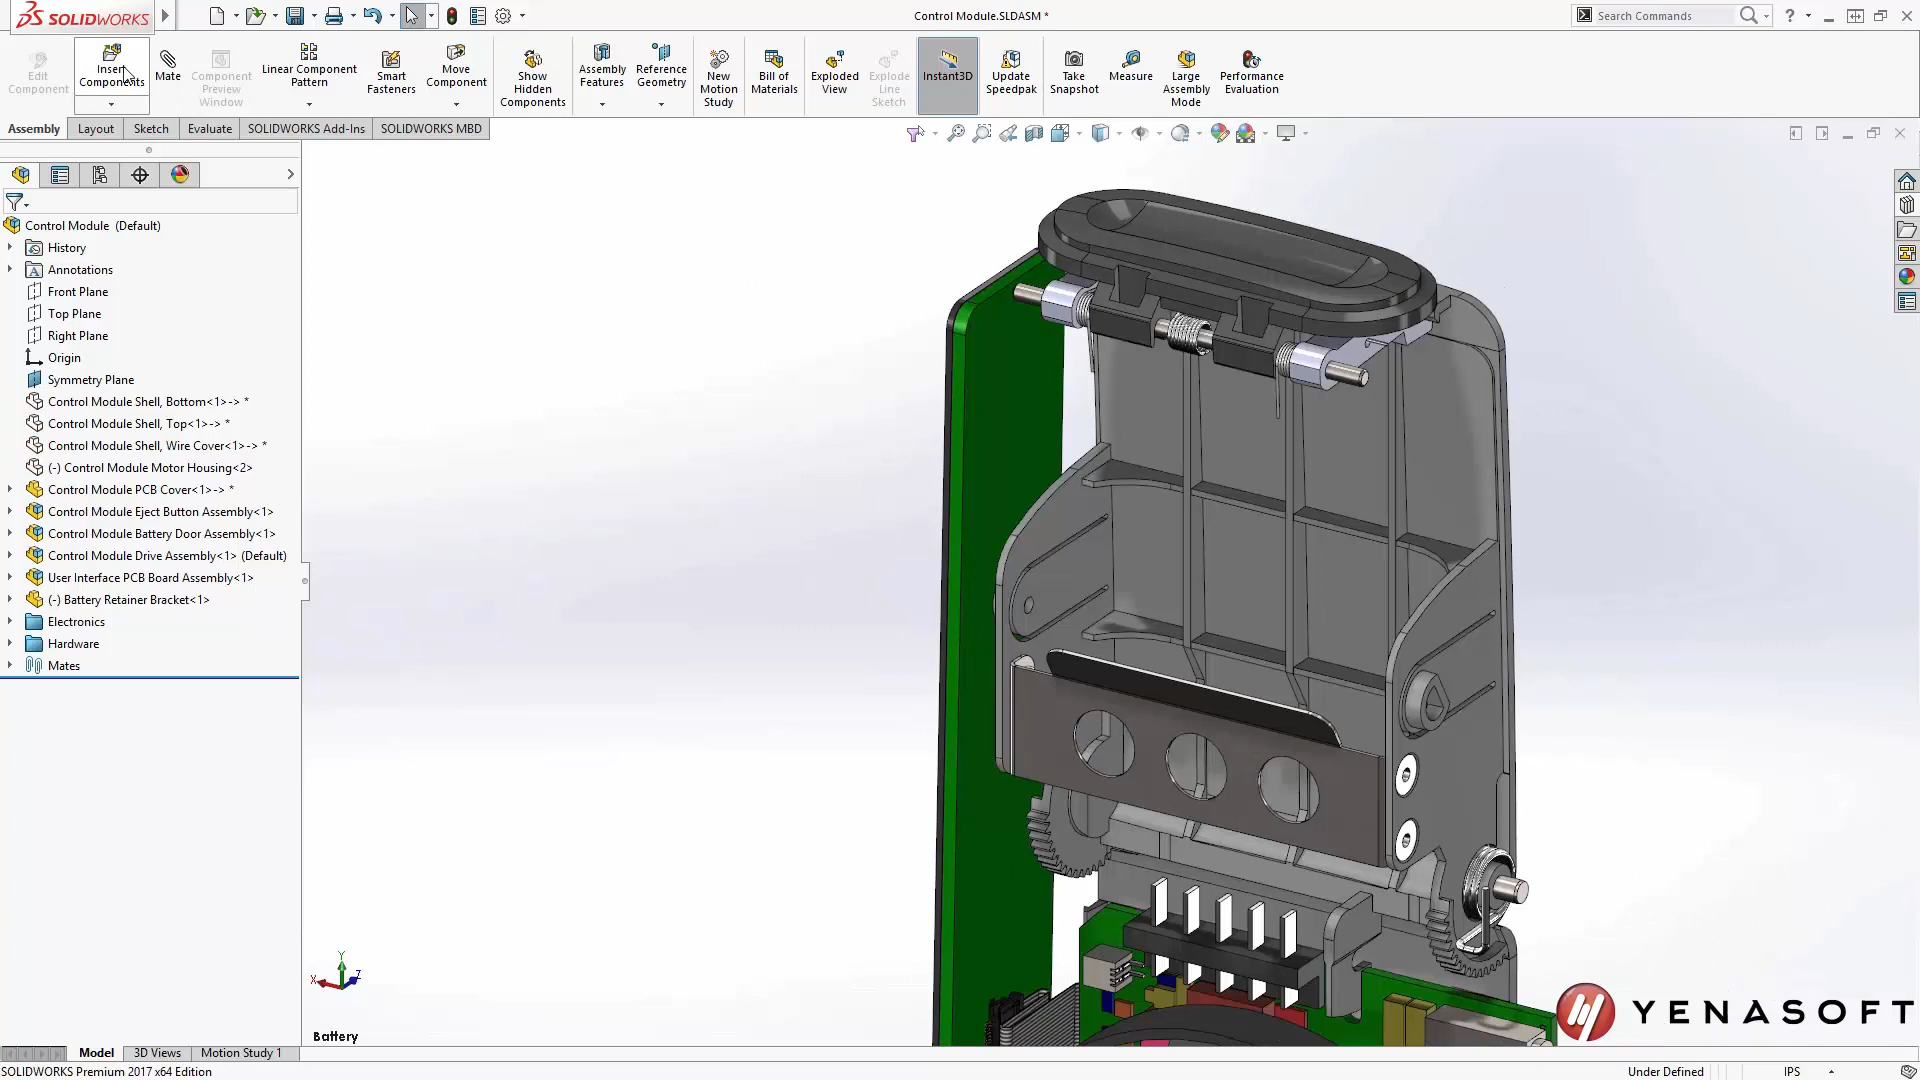 SOLIDWORKS
Control Module.SLDASM *
Search Commands
Edit Component
Insert Components
Mate
Component Preview Window
Linear Component Pattern
Smart Fasteners
Move Component
Show Hidden Components
Assembly Features
Reference Geometry
New Motion Study
Bill of Materials
Exploded View
Explode Line Sketch
Instant3D
Update Speedpak
Take Snapshot
Measure
Large Assembly Mode
Performance Evaluation
Assembly
Layout
Sketch
Evaluate
SOLIDWORKS Add-Ins
SOLIDWORKS MBD
Control Module (Default)
History
Annotations
Front Plane
Top Plane
Right Plane
Origin
Symmetry Plane
Control Module Shell, Bottom<1>-> *
Control Module Shell, Top<1>-> *
Control Module Shell, Wire Cover<1>-> *
(-) Control Module Motor Housing<2>
Control Module PCB Cover<1>-> *
Control Module Eject Button Assembly<1>
Control Module Battery Door Assembly<1>
Control Module Drive Assembly<1> (Default)
User Interface PCB Board Assembly<1>
(-) Battery Retainer Bracket<1>
Electronics
Hardware
Mates
Y
X
Z
Battery
YENASOFT
Model
3D Views
Motion Study 1
SOLIDWORKS Premium 2017 x64 Edition
Under Defined
IPS